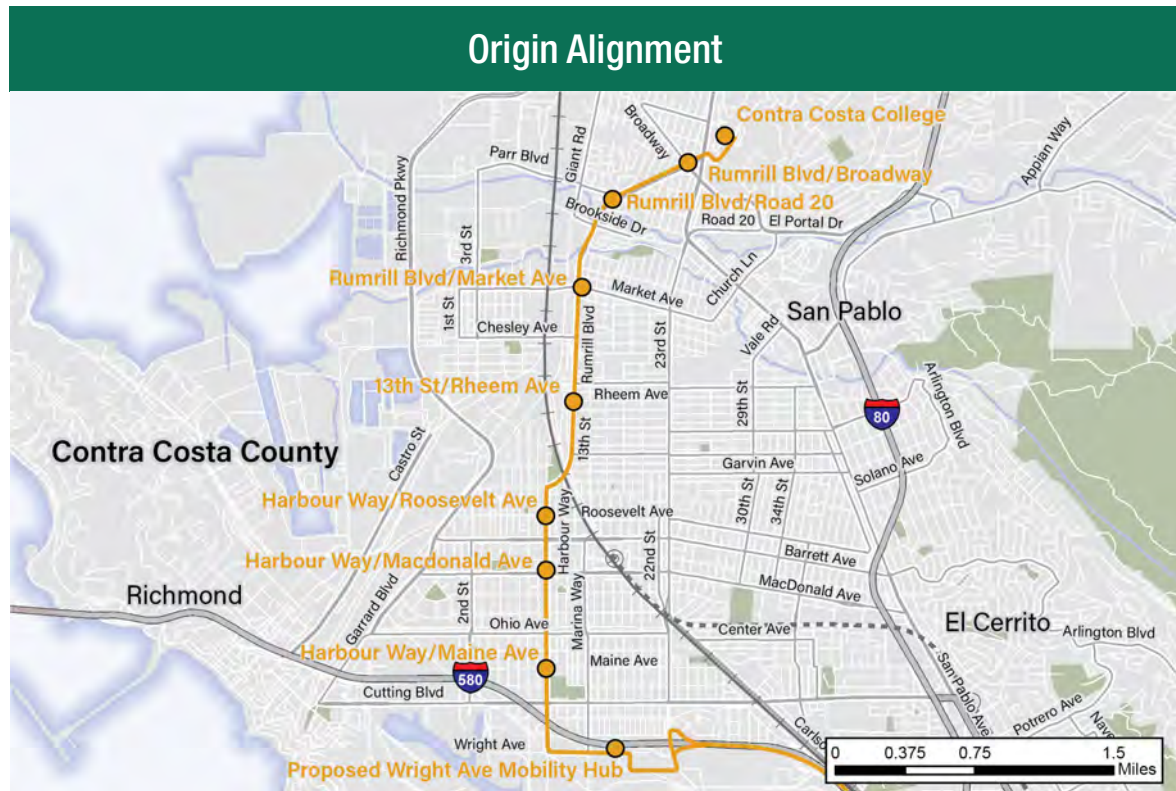 Origin Alignment
Contra Costa College
Broadway
Giant Rd
Parr Blvd
Rumrill Blvd/Broadway
Appian Way
Richmond Pkwy
Rumrill Blvd/Road 20
Brookside Dr
Road 20
El Portal Dr
3rd St
Church Ln
Rumrill Blvd/Market Ave
Market Ave
1st St
Chesley Ave
Rumrill Blvd
23rd St
Vale Rd
San Pablo
13th St/Rheem Ave
Rheem Ave
29th St
80
Arlington Blvd
Castro St
13th St
Contra Costa County
Garvin Ave
Solano Ave
30th St
34th St
Harbour Way/Roosevelt Ave
Harbour Way
Roosevelt Ave
Barrett Ave
Harbour Way/Macdonald Ave
22nd St
MacDonald Ave
Richmond
Garrard Blvd
2nd St
Marina Way
Ohio Ave
Center Ave
El Cerrito
Arlington Blvd
Harbour Way/Maine Ave
Maine Ave
580
Cutting Blvd
San Pablo Ave
Potrero Ave
Wright Ave
Proposed Wright Ave Mobility Hub
0 0.375 0.75 1.5
Miles